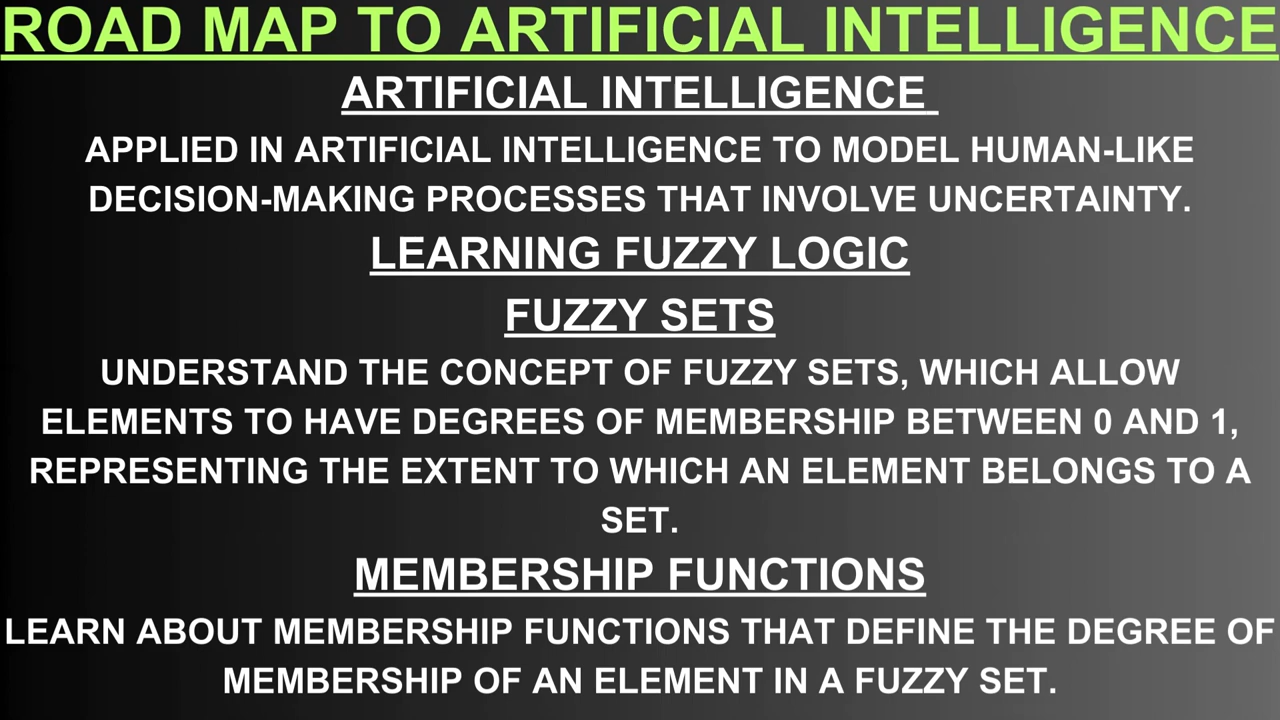 ROAD MAP TO ARTIFICIAL INTELLIGENCE
ARTIFICIAL INTELLIGENCE
APPLIED IN ARTIFICIAL INTELLIGENCE TO MODEL HUMAN-LIKE
DECISION-MAKING PROCESSES THAT INVOLVE UNCERTAINTY.
LEARNING FUZZY LOGIC
FUZZY SETS
UNDERSTAND THE CONCEPT OF FUZZY SETS, WHICH ALLOW
ELEMENTS TO HAVE DEGREES OF MEMBERSHIP BETWEEN 0 AND 1,
REPRESENTING THE EXTENT TO WHICH AN ELEMENT BELONGS TO A
SET.
MEMBERSHIP FUNCTIONS
LEARN ABOUT MEMBERSHIP FUNCTIONS THAT DEFINE THE DEGREE OF
MEMBERSHIP OF AN ELEMENT IN A FUZZY SET.